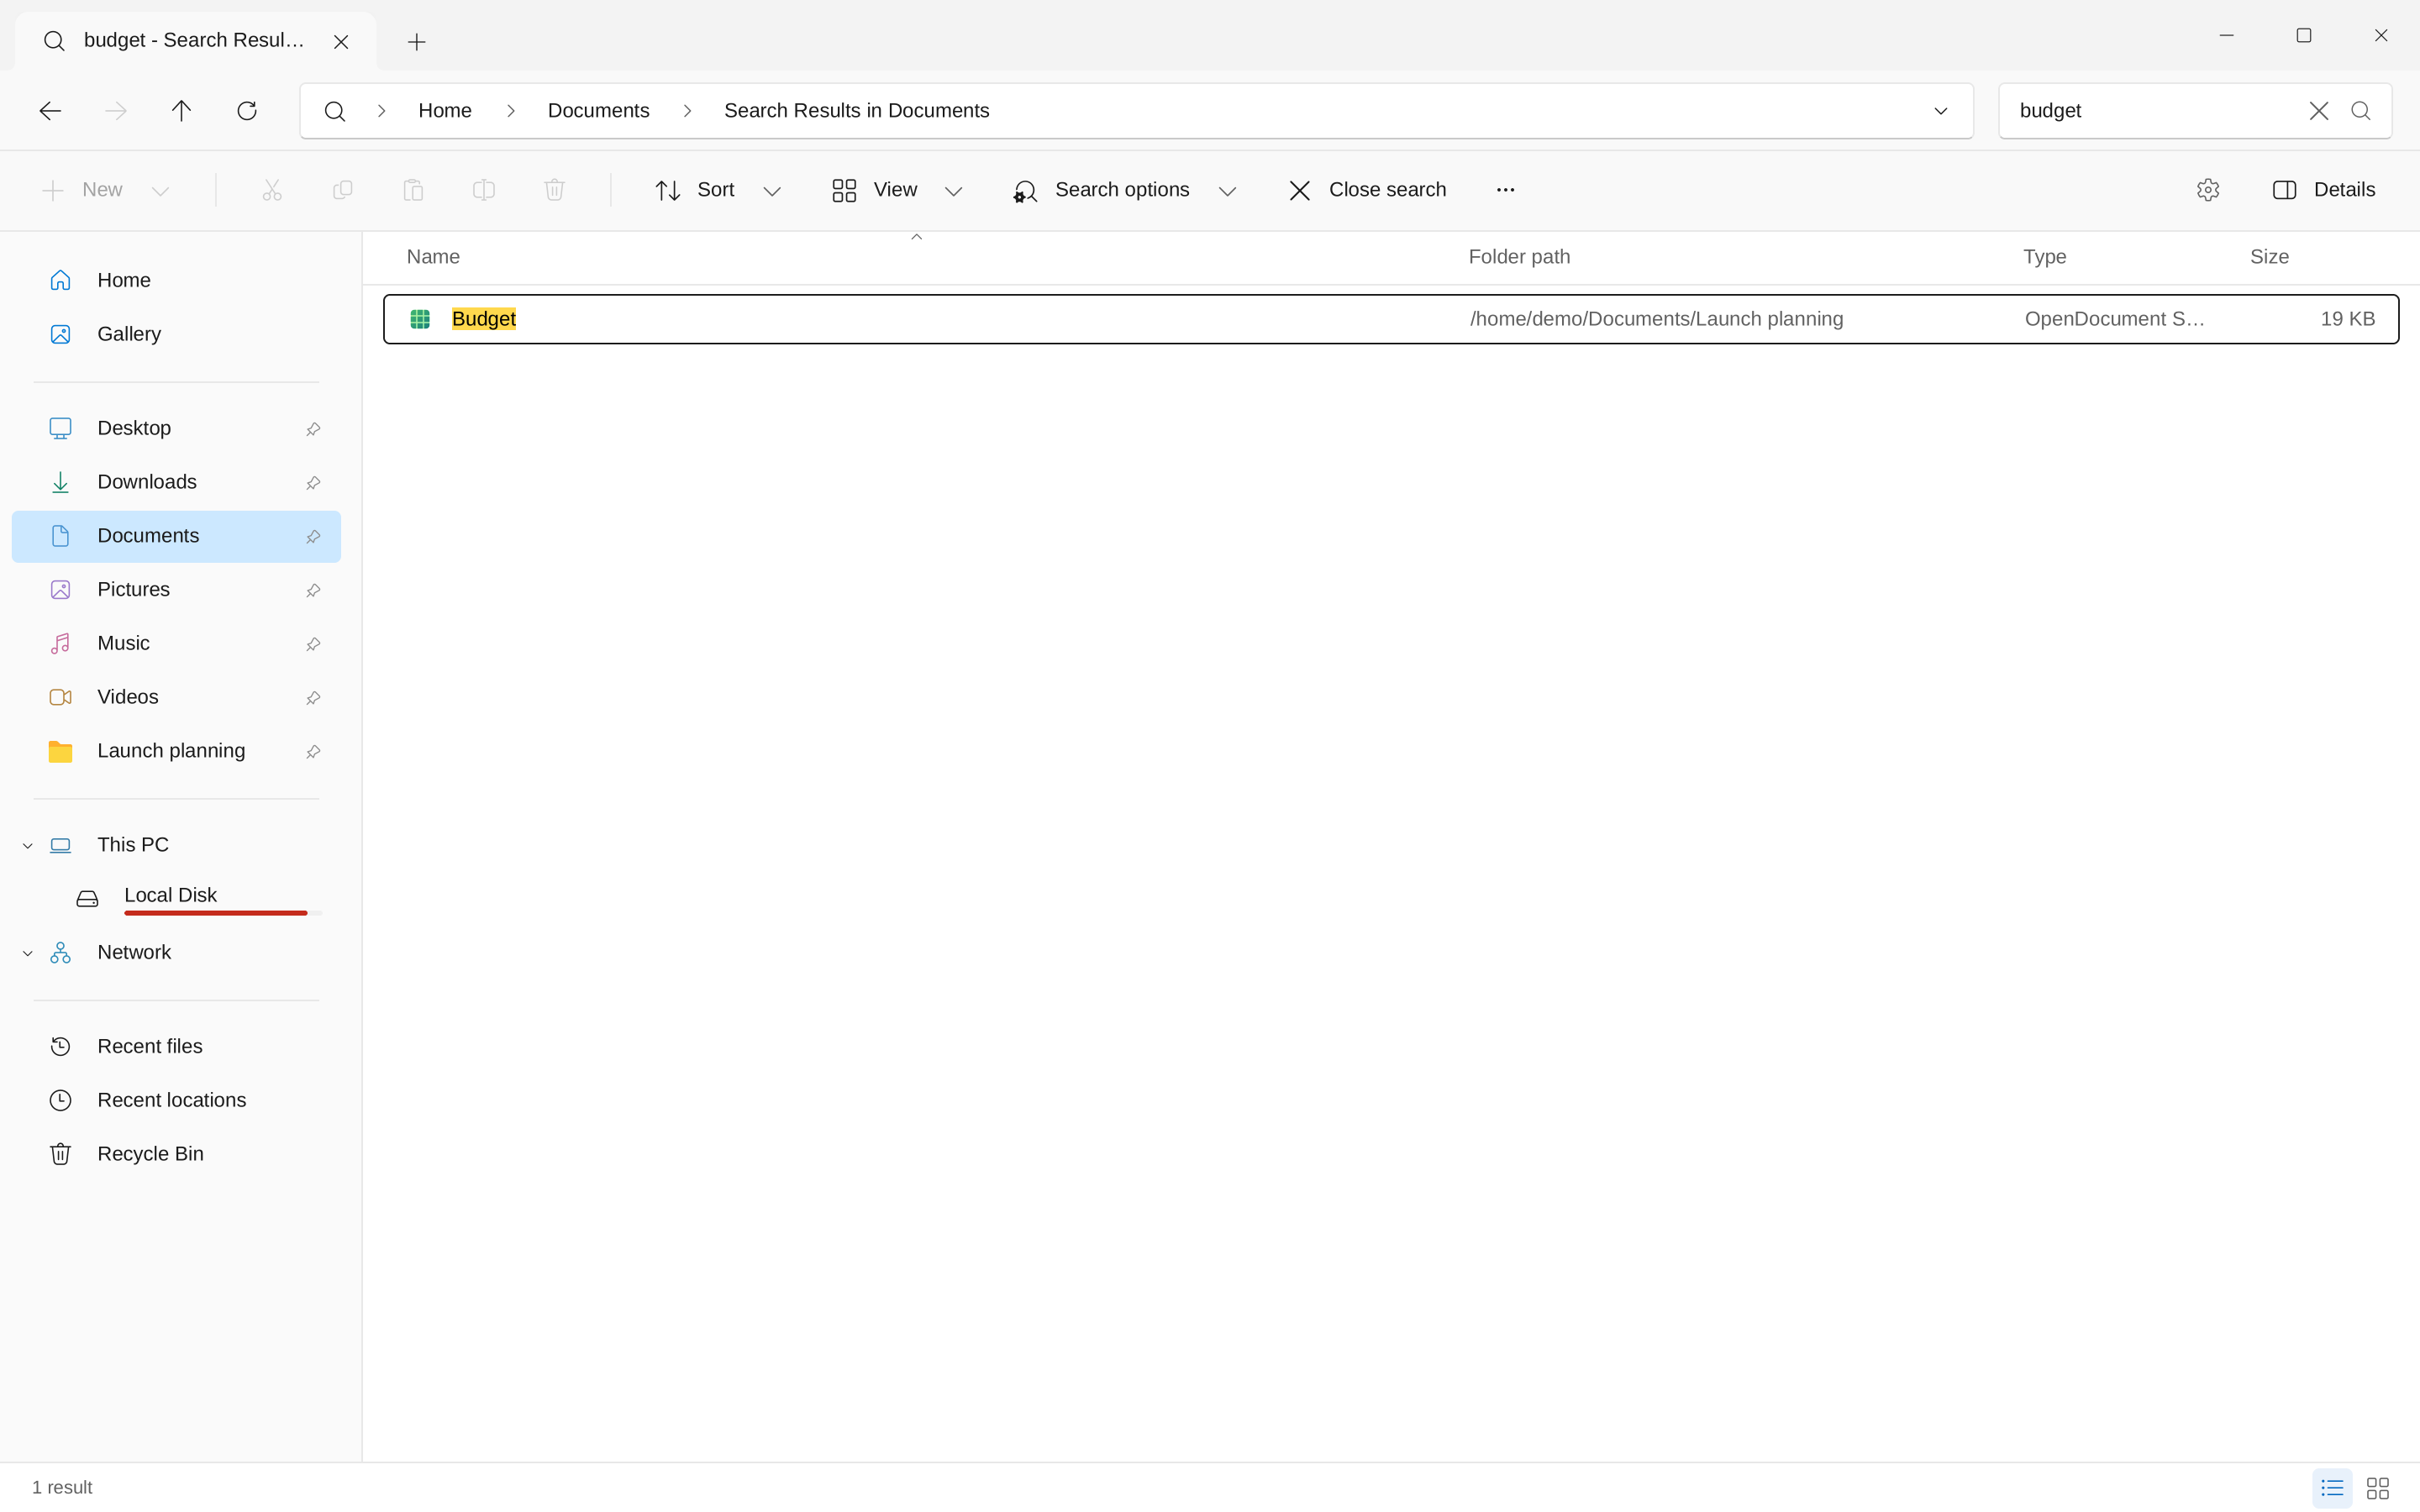 budget - Search Resul…
Home
Documents
Search Results in Documents
budget
New
Sort
View
Search options
Close search
Details
Home
Gallery
Desktop
Downloads
Documents
Pictures
Music
Videos
Launch planning
This PC
Local Disk
Network
Recent files
Recent locations
Recycle Bin
Name Folder path Type Size
Budget /home/demo/Documents/Launch planning OpenDocument S… 19 KB
1 result